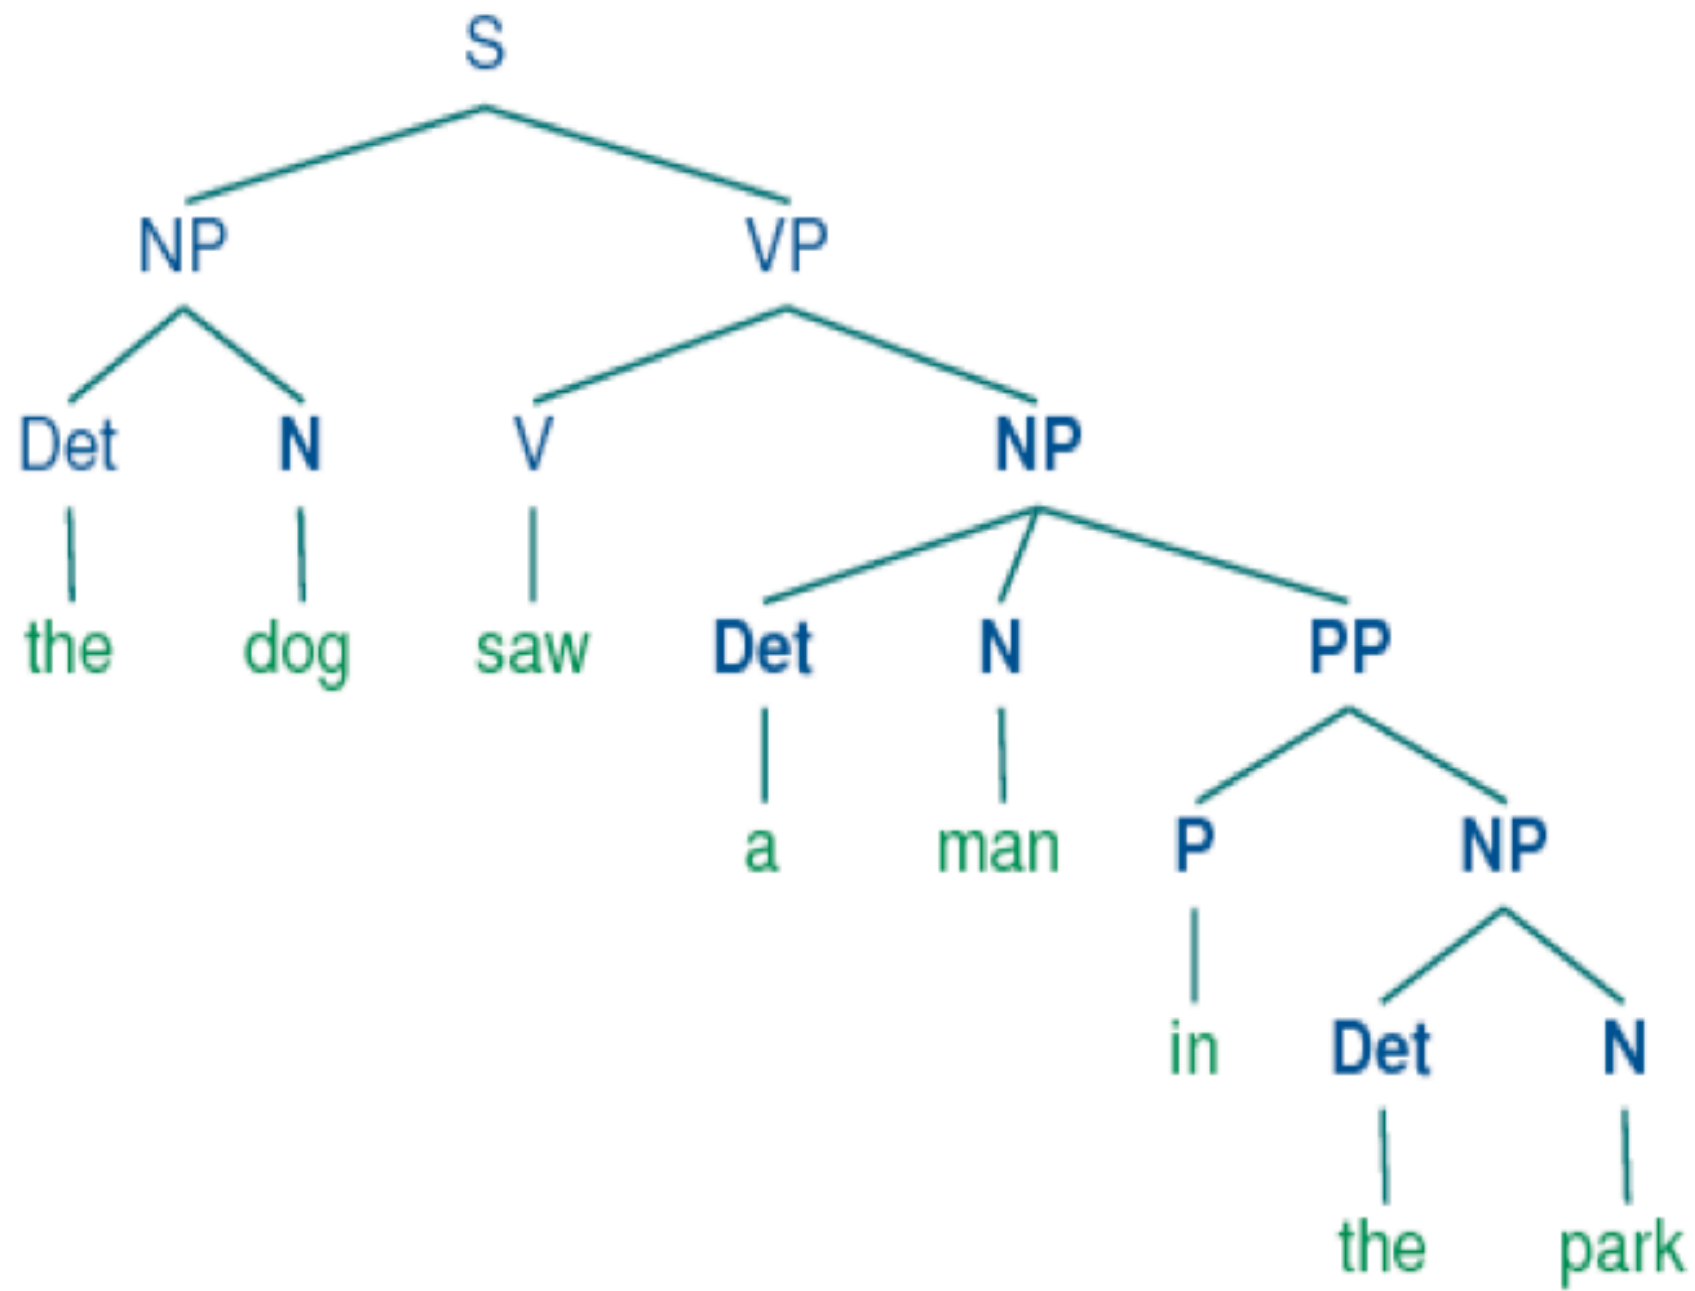 S
NP VP
Det N V NP
the dog saw Det N PP
a man P NP
in Det N
the park